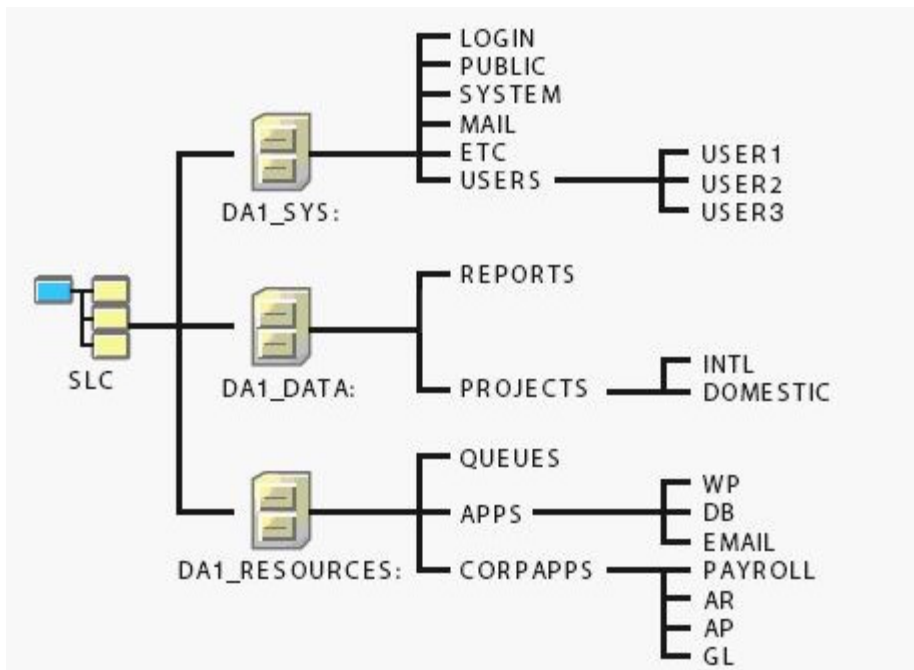 LOGIN
PUBLIC
SYSTEM
MAIL
ETC
USERS
USER1
USER2
USER3
DA1_SYS:
REPORTS
PROJECTS
INTL
DOMESTIC
DA1_DATA:
SLC
QUEUES
APPS
WP
DB
EMAIL
DA1_RESOURCES:
CORPAPPS
PAYROLL
AR
AP
GL